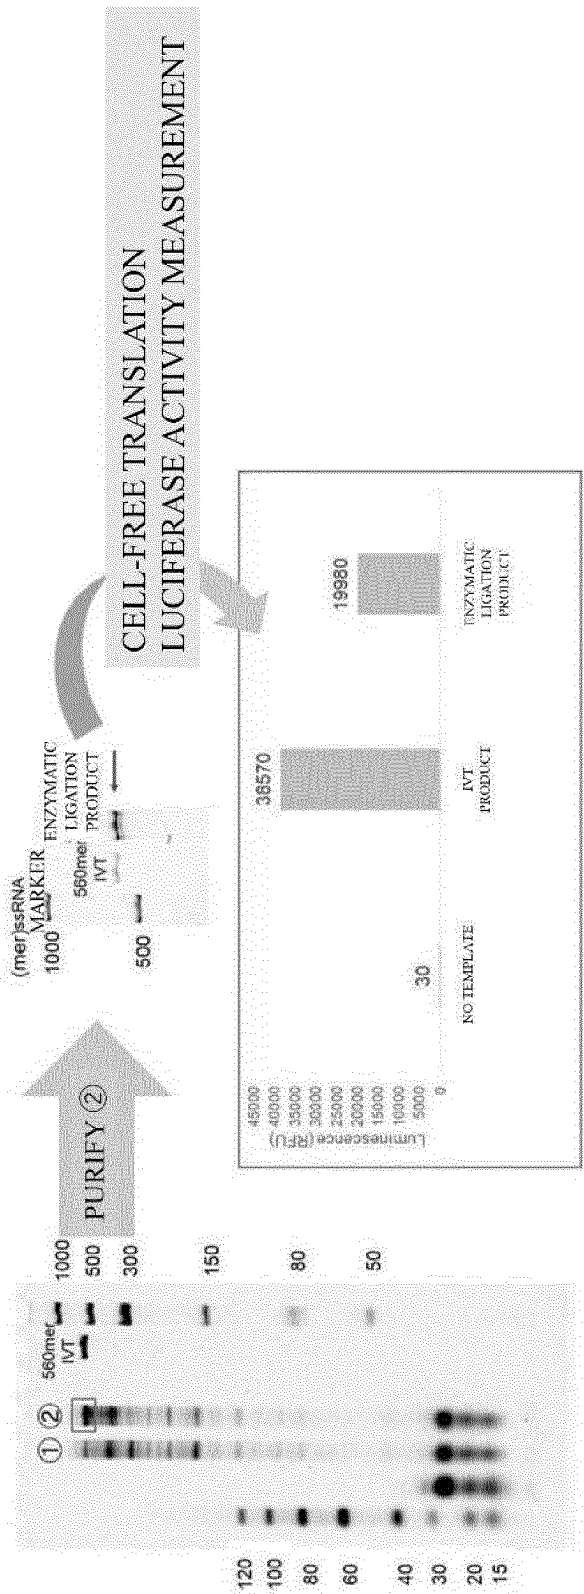 560mer
IVT
① ②
1000
500
300
150
80
50
120
100
80
60
40
30
20
15
PURIFY ②
(mer)ssRNA
MARKER
1000
500
560mer
IVT
ENZYMATIC
LIGATION
PRODUCT
CELL-FREE TRANSLATION
LUCIFERASE ACTIVITY MEASUREMENT
Luminescence (RFU)
45000
40000
35000
30000
25000
20000
15000
10000
5000
0
30
38570
19980
NO TEMPLATE
IVT
PRODUCT
ENZYMATIC
LIGATION
PRODUCT